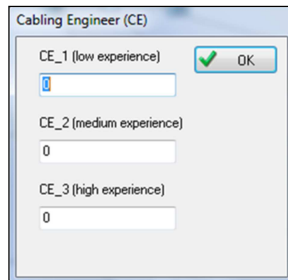 Cabling Engineer (CE)
CE_1 (low experience)
OK
0
CE_2 (medium experience)
0
CE_3 (high experience)
0